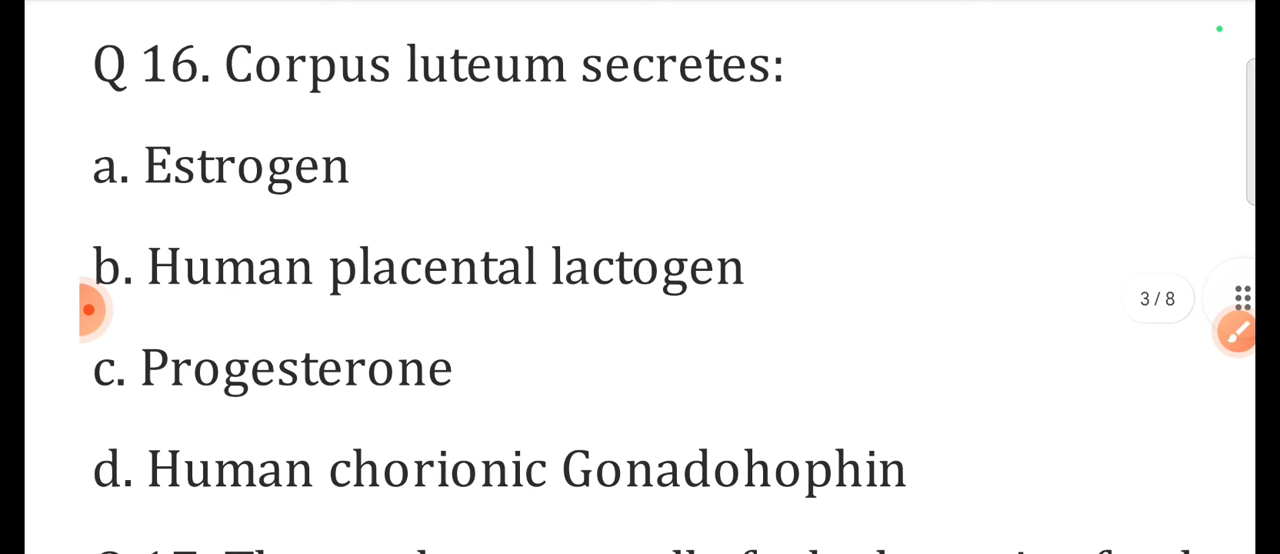 Q 16. Corpus luteum secretes:
a. Estrogen
b. Human placental lactogen
3 / 8
c. Progesterone
d. Human chorionic Gonadohophin